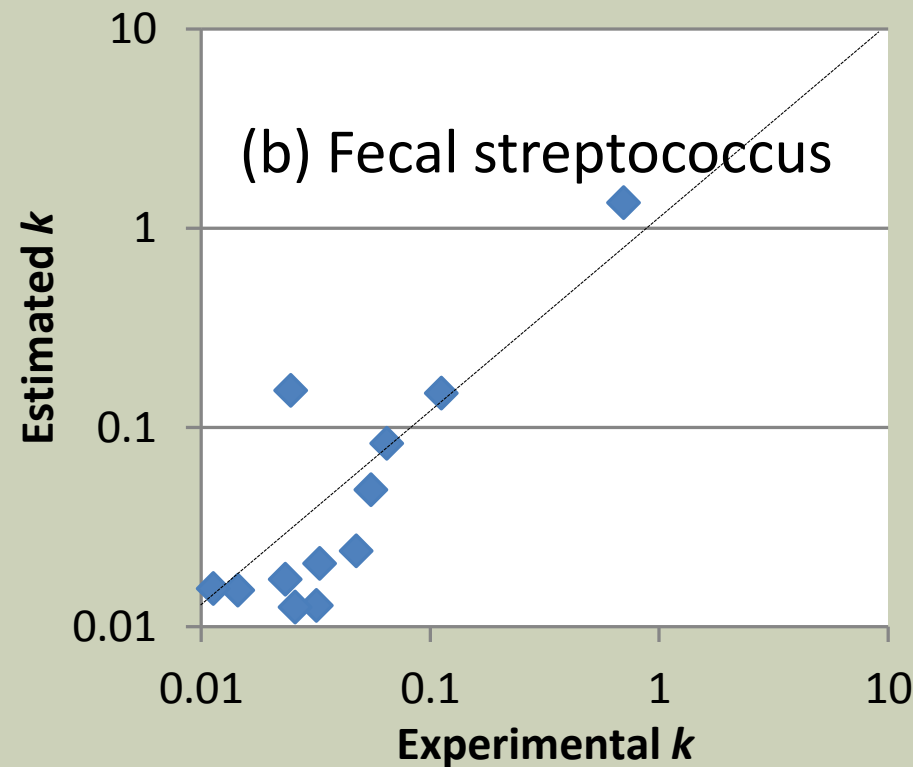 10
(b) Fecal streptococcus
1
Estimated k
0.1
0.01
0.01 0.1 1 10
Experimental k